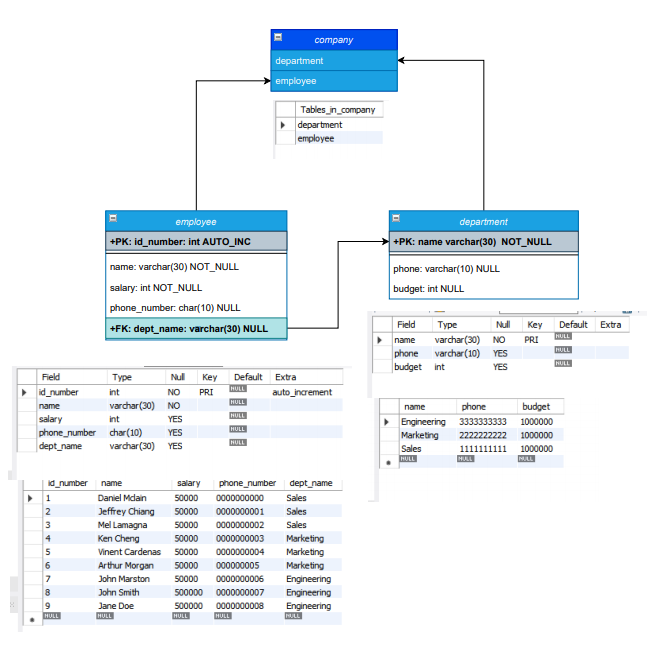 company
department
employee
Tables_in_company
department
employee
employee
+PK: id_number: int AUTO_INC
name: varchar(30) NOT_NULL
salary: int NOT_NULL
phone_number: char(10) NULL
+FK: dept_name: varchar(30) NULL
department
+PK: name varchar(30) NOT_NULL
phone: varchar(10) NULL
budget: int NULL
Field Type Null Key Default Extra
name varchar(30) NO PRI NULL
phone varchar(10) YES NULL
budget int YES NULL
Field Type Null Key Default Extra
id_number int NO PRI NULL auto_increment
name varchar(30) NO NULL
salary int YES NULL
phone_number char(10) YES NULL
dept_name varchar(30) YES NULL
name phone budget
Engineering 3333333333 1000000
Marketing 2222222222 1000000
Sales 1111111111 1000000
NULL NULL NULL
id_number name salary phone_number dept_name
1 Daniel Mclain 50000 0000000000 Sales
2 Jeffrey Chiang 50000 0000000001 Sales
3 Mel Lamagna 50000 0000000002 Sales
4 Ken Cheng 50000 0000000003 Marketing
5 Vinent Cardenas 50000 0000000004 Marketing
6 Arthur Morgan 50000 000000005 Marketing
7 John Marston 50000 0000000006 Engineering
8 John Smith 500000 0000000007 Engineering
9 Jane Doe 500000 0000000008 Engineering
NULL NULL NULL NULL NULL